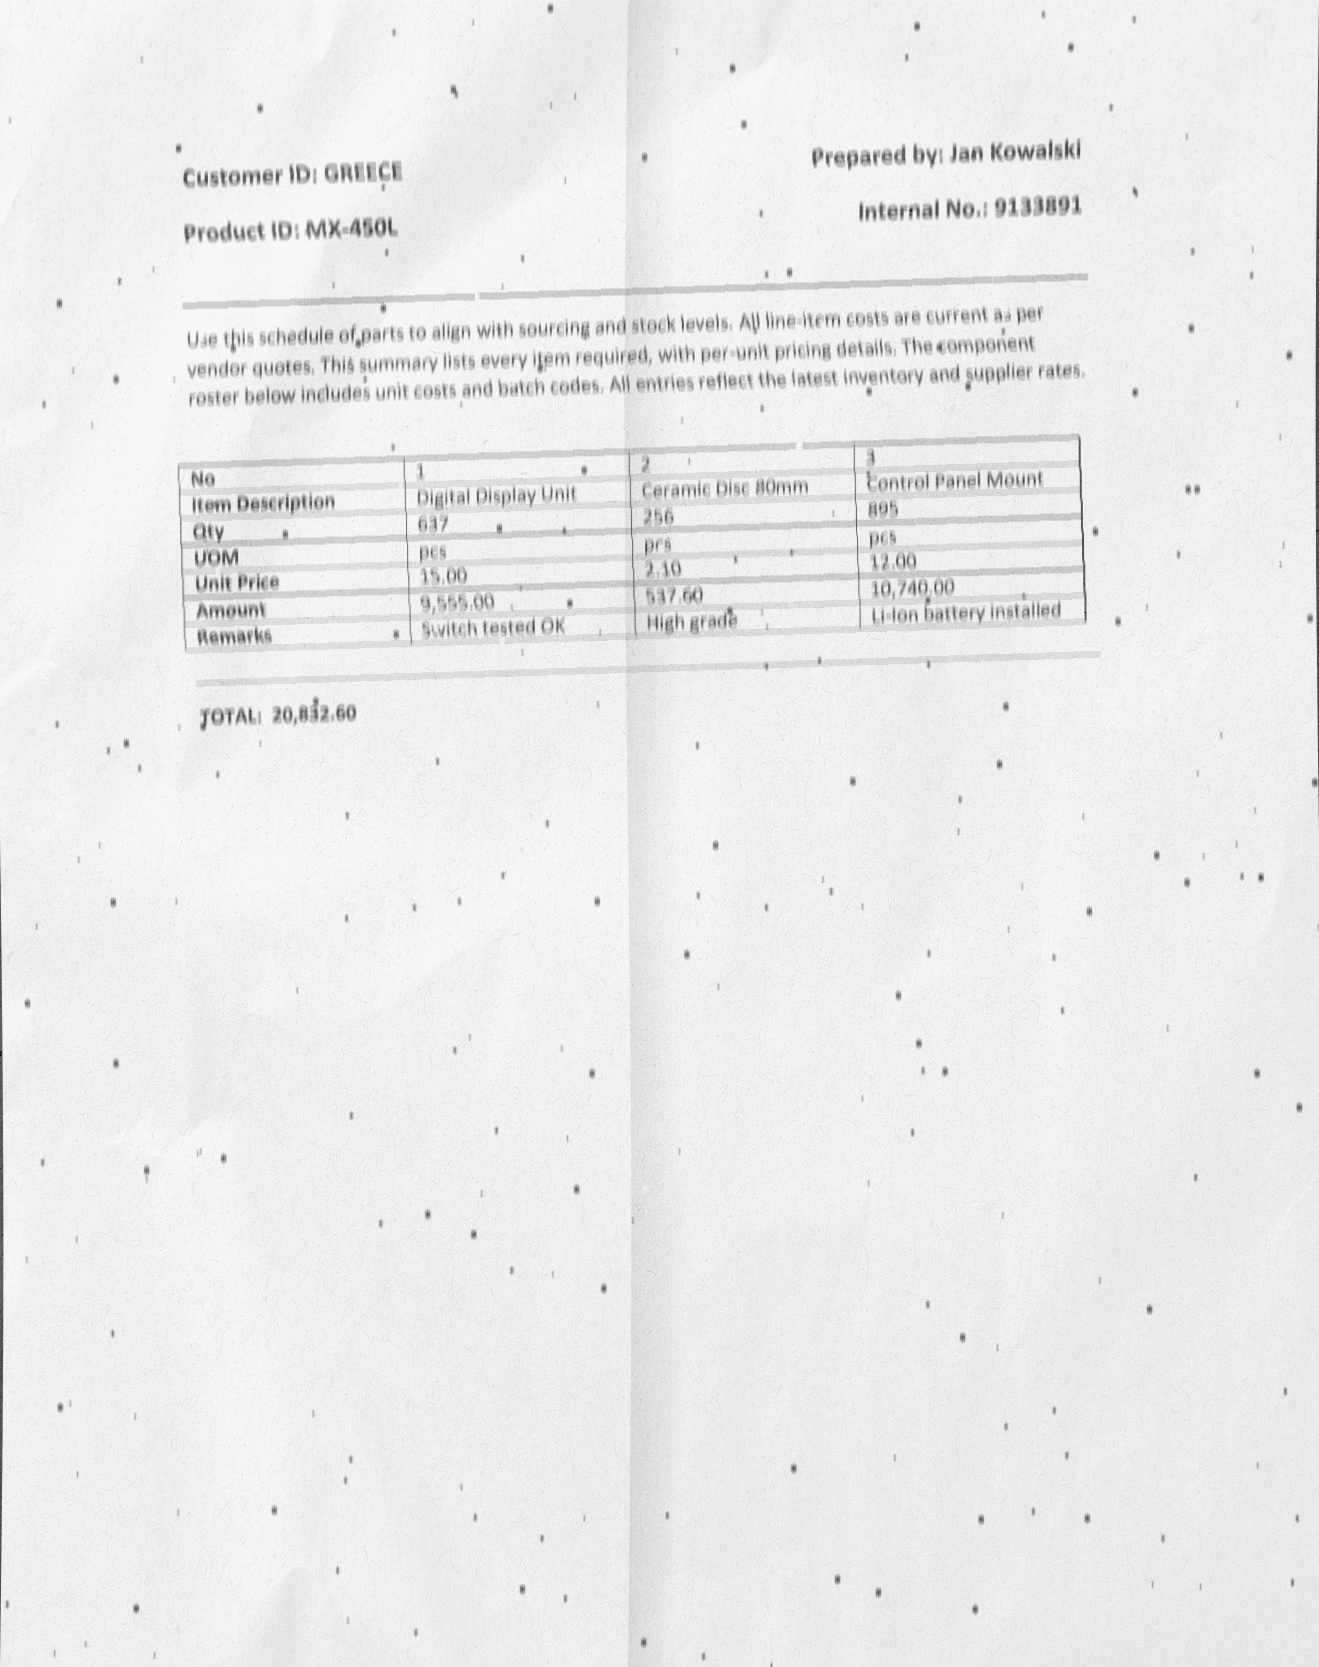 Customer ID: GREECE
Prepared by: Jan Kowalski
Product ID: MX-450L
Internal No.: 9133891
Use this schedule of parts to align with sourcing and stock levels. All line-item costs are current as per
vendor quotes. This summary lists every item required, with per-unit pricing details. The component
roster below includes unit costs and batch codes. All entries reflect the latest inventory and supplier rates.
No 1 2 3
Item Description Digital Display Unit Ceramic Disc 80mm Control Panel Mount
Qty 637 256 895
UOM pcs pcs pcs
Unit Price 15.00 2.10 12.00
Amount 9,555.00 537.60 10,740.00
Remarks Switch tested OK High grade Li-Ion battery installed
TOTAL: 20,832.60